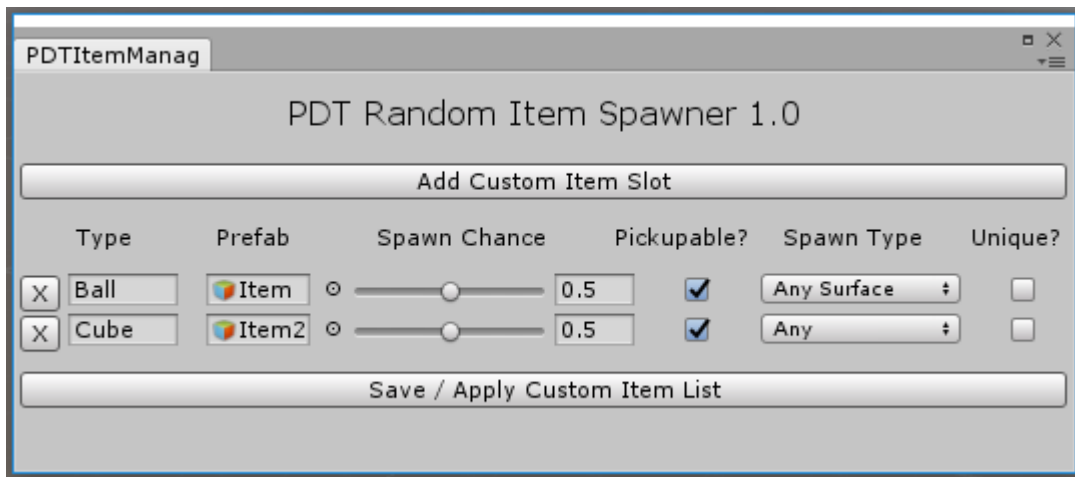 PDTItemManag
PDT Random Item Spawner 1.0
Add Custom Item Slot
Type Prefab Spawn Chance Pickupable? Spawn Type Unique?
X Ball Item 0.5 Any Surface
X Cube Item2 0.5 Any
Save / Apply Custom Item List